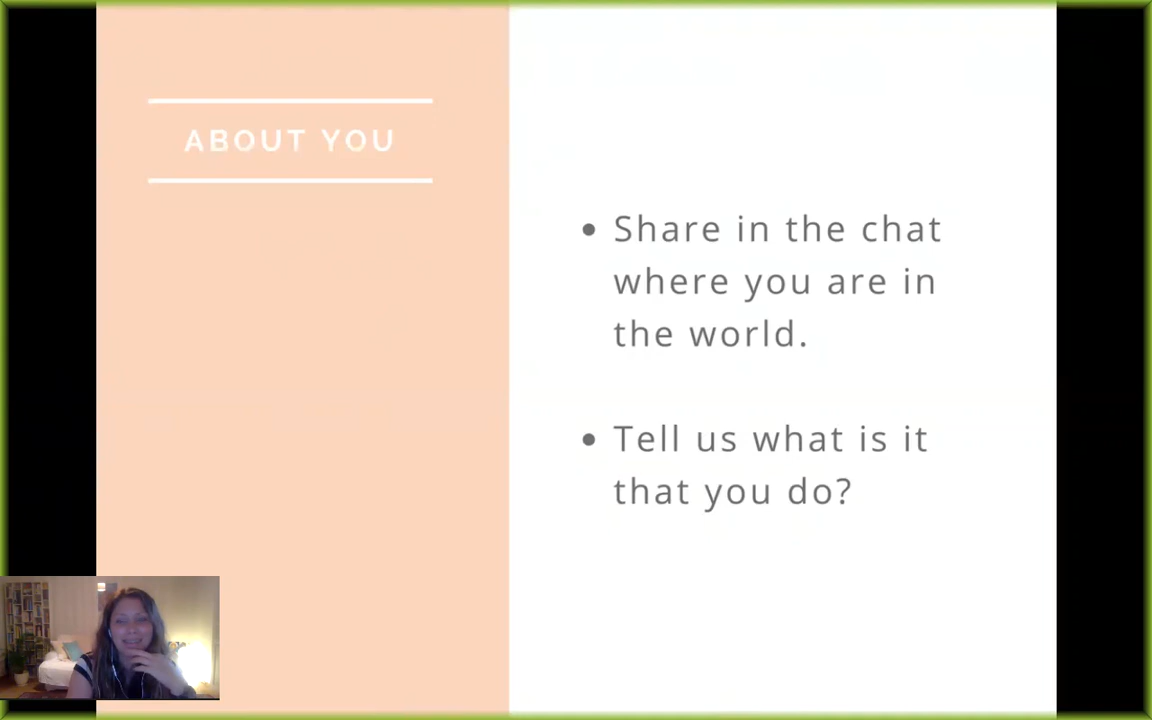 ABOUT YOU
• Share in the chat
where you are in
the world.
• Tell us what is it
that you do?